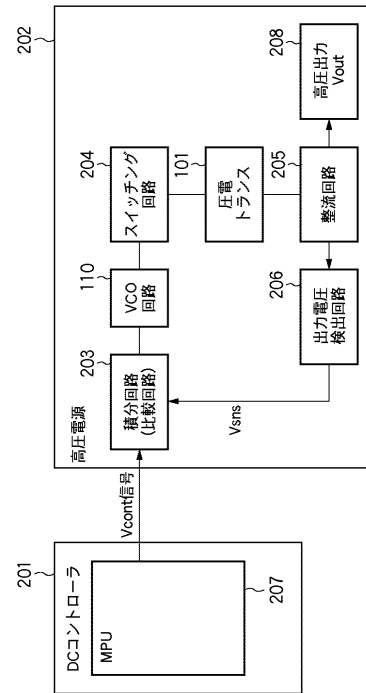 201
DCコントローラ
MPU
207
Vcont信号
202
高圧電源
203
積分回路
(比較回路)
110
VCO
回路
204
スイッチング
回路
101
圧電
トランス
205
整流回路
206
出力電圧
検出回路
Vsns
208
高圧出力
Vout